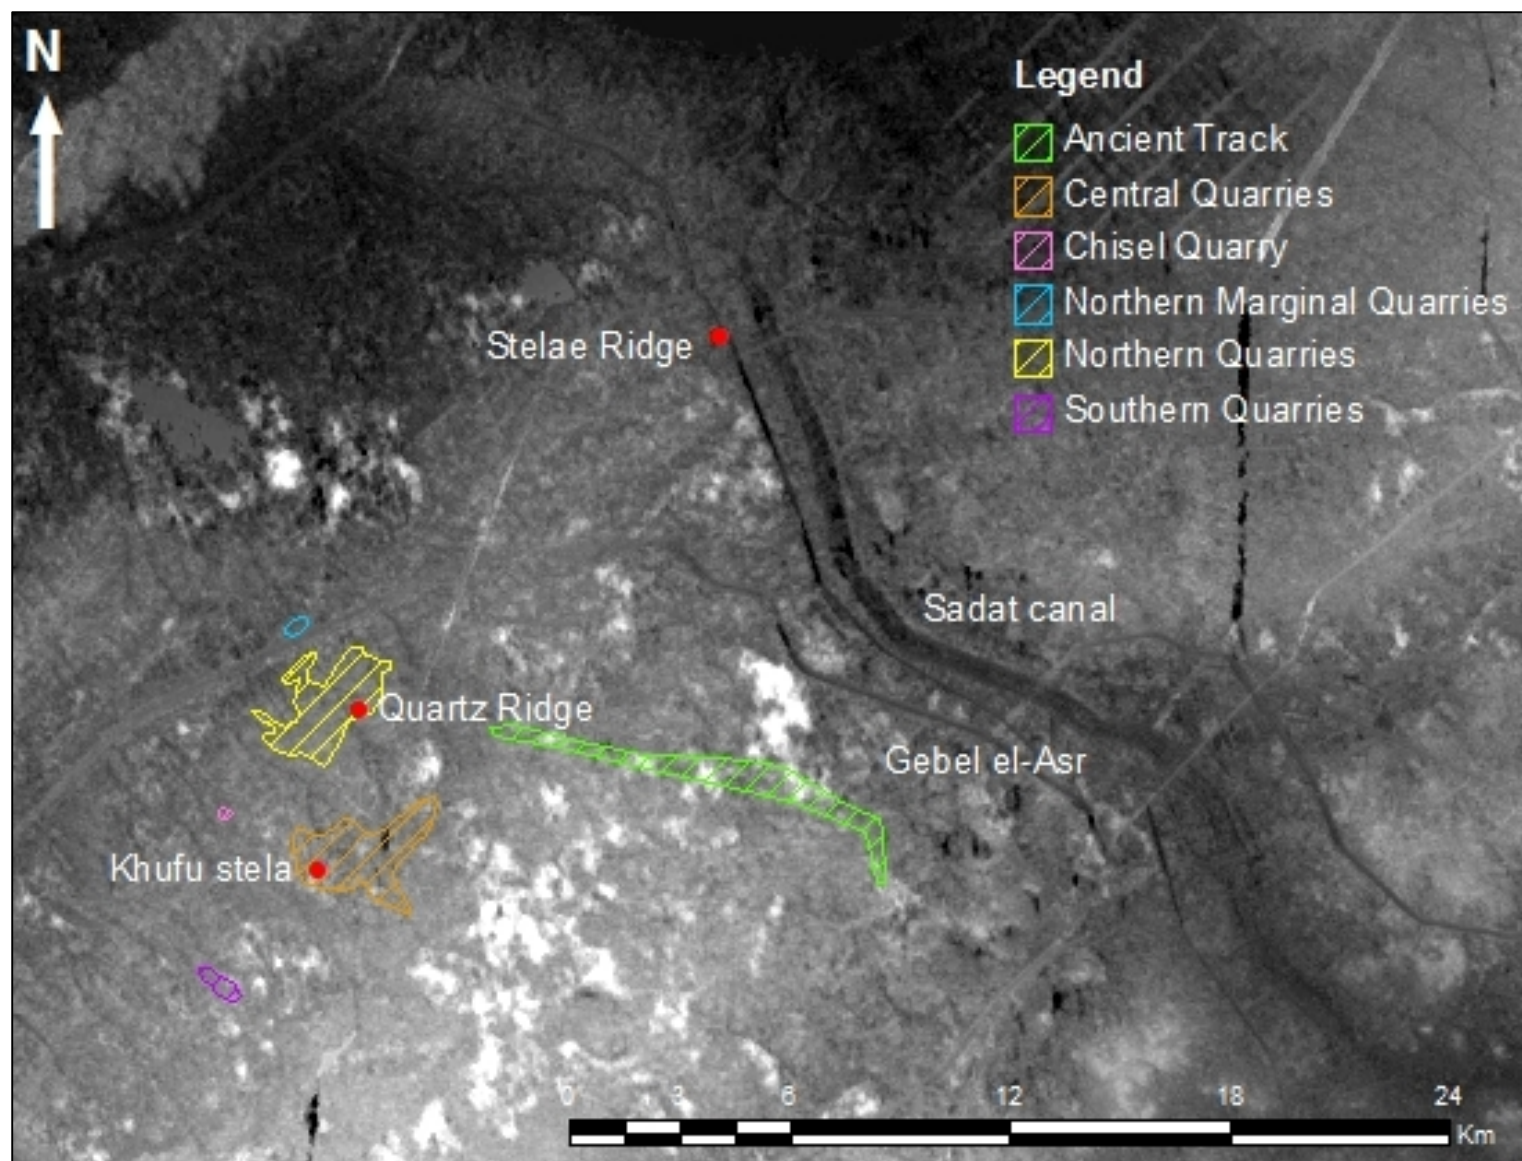 N
Legend
Ancient Track
Central Quarries
Chisel Quarry
Northern Marginal Quarries
Northern Quarries
Southern Quarries
Stelae Ridge
Sadat canal
Quartz Ridge
Gebel el-Asr
Khufu stela
0 3 6 12 18 24
Km